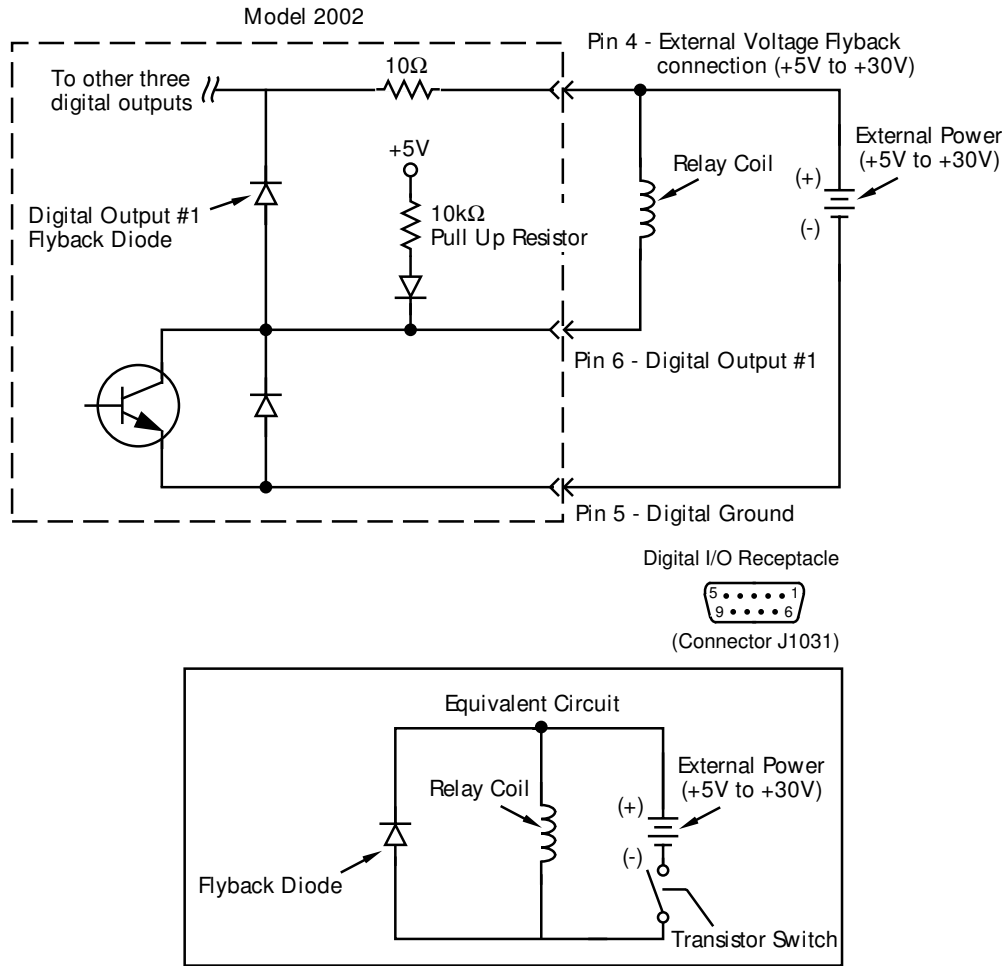 Model 2002
Pin 4 - External Voltage Flyback
connection (+5V to +30V)
To other three
digital outputs
10Ω
External Power
(+5V to +30V)
+5V
Relay Coil
(+)
(-)
Digital Output #1
Flyback Diode
10kΩ
Pull Up Resistor
Pin 6 - Digital Output #1
Pin 5 - Digital Ground
Digital I/O Receptacle
5 1
9 6
(Connector J1031)
Equivalent Circuit
External Power
(+5V to +30V)
Relay Coil
(+)
(-)
Flyback Diode
Transistor Switch